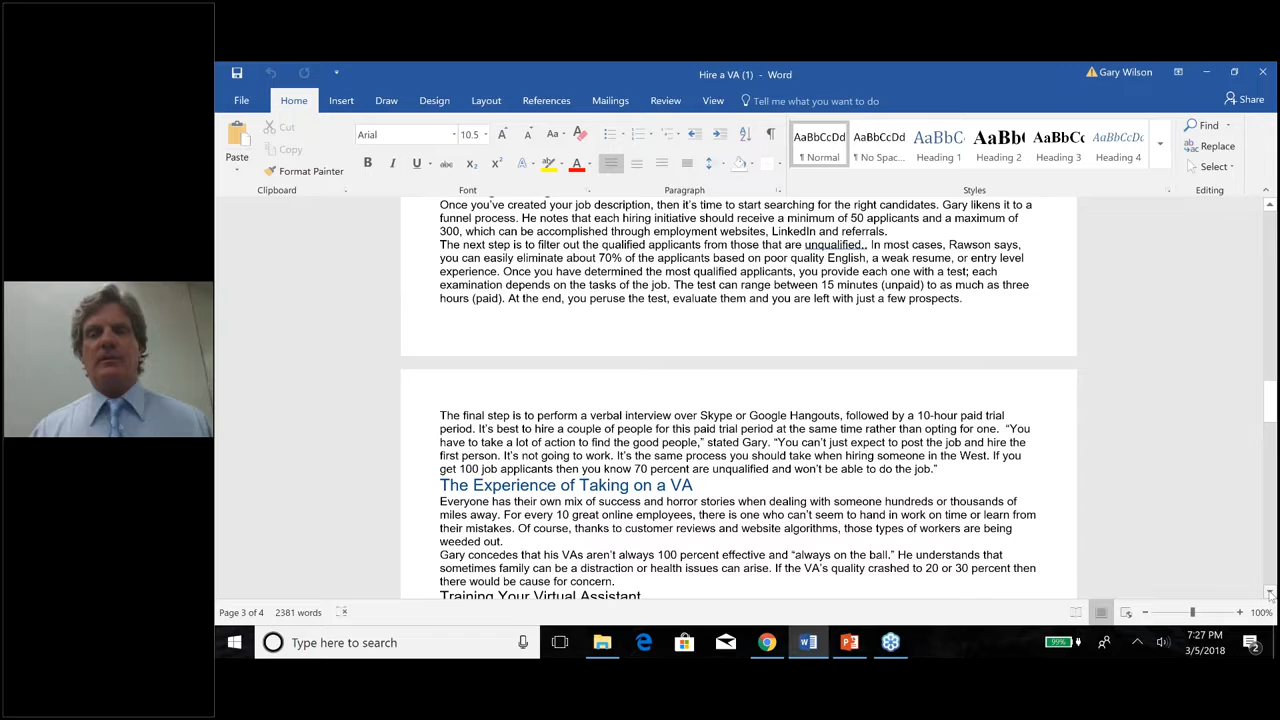 Hire a VA (1) - Word
Gary Wilson
File
Home
Insert
Draw
Design
Layout
References
Mailings
Review
View
Tell me what you want to do
Share
Paste
Cut
Copy
Format Painter
Clipboard
Arial
10.5
Font
Paragraph
AaBbCcDd
¶ Normal
AaBbCcDd
¶ No Spac...
AaBbC
Heading 1
AaBb
Heading 2
AaBbCc
Heading 3
AaBbCcDc
Heading 4
Styles
Find
Replace
Select
Editing
Once you've created your job description, then it's time to start searching for the right candidates. Gary likens it to a
funnel process. He notes that each hiring initiative should receive a minimum of 50 applicants and a maximum of
300, which can be accomplished through employment websites, LinkedIn and referrals.
The next step is to filter out the qualified applicants from those that are unqualified.. In most cases, Rawson says,
you can easily eliminate about 70% of the applicants based on poor quality English, a weak resume, or entry level
experience. Once you have determined the most qualified applicants, you provide each one with a test; each
examination depends on the tasks of the job. The test can range between 15 minutes (unpaid) to as much as three
hours (paid). At the end, you peruse the test, evaluate them and you are left with just a few prospects.
The final step is to perform a verbal interview over Skype or Google Hangouts, followed by a 10-hour paid trial
period. It's best to hire a couple of people for this paid trial period at the same time rather than opting for one. “You
have to take a lot of action to find the good people,” stated Gary. “You can't just expect to post the job and hire the
first person. It's not going to work. It's the same process you should take when hiring someone in the West. If you
get 100 job applicants then you know 70 percent are unqualified and won't be able to do the job.”
The Experience of Taking on a VA
Everyone has their own mix of success and horror stories when dealing with someone hundreds or thousands of
miles away. For every 10 great online employees, there is one who can't seem to hand in work on time or learn from
their mistakes. Of course, thanks to customer reviews and website algorithms, those types of workers are being
weeded out.
Gary concedes that his VAs aren't always 100 percent effective and “always on the ball.” He understands that
sometimes family can be a distraction or health issues can arise. If the VA's quality crashed to 20 or 30 percent then
there would be cause for concern.
Training Your Virtual Assistant
Page 3 of 4
2381 words
100%
Type here to search
99%
7:27 PM
3/5/2018
2